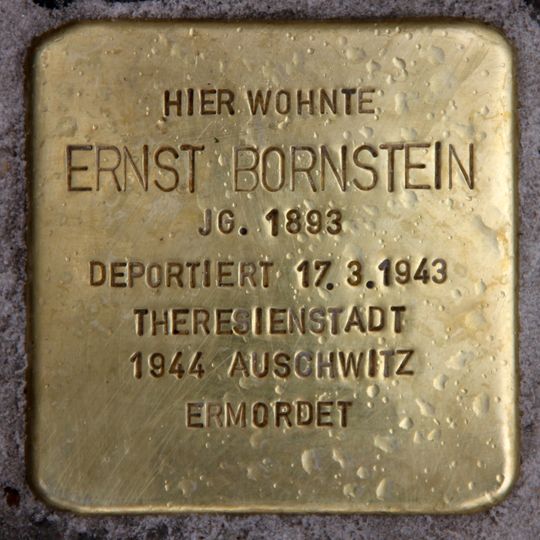 HIER WOHNTE
ERNST BORNSTEIN
JG. 1893
DEPORTIERT 17.3.1943
THERESIENSTADT
1944 AUSCHWITZ
ERMORDET